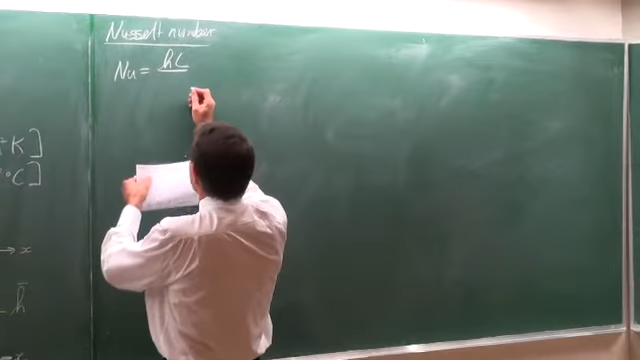 Nusselt number
Nu = hL
K]
°C]
→ x
h̄